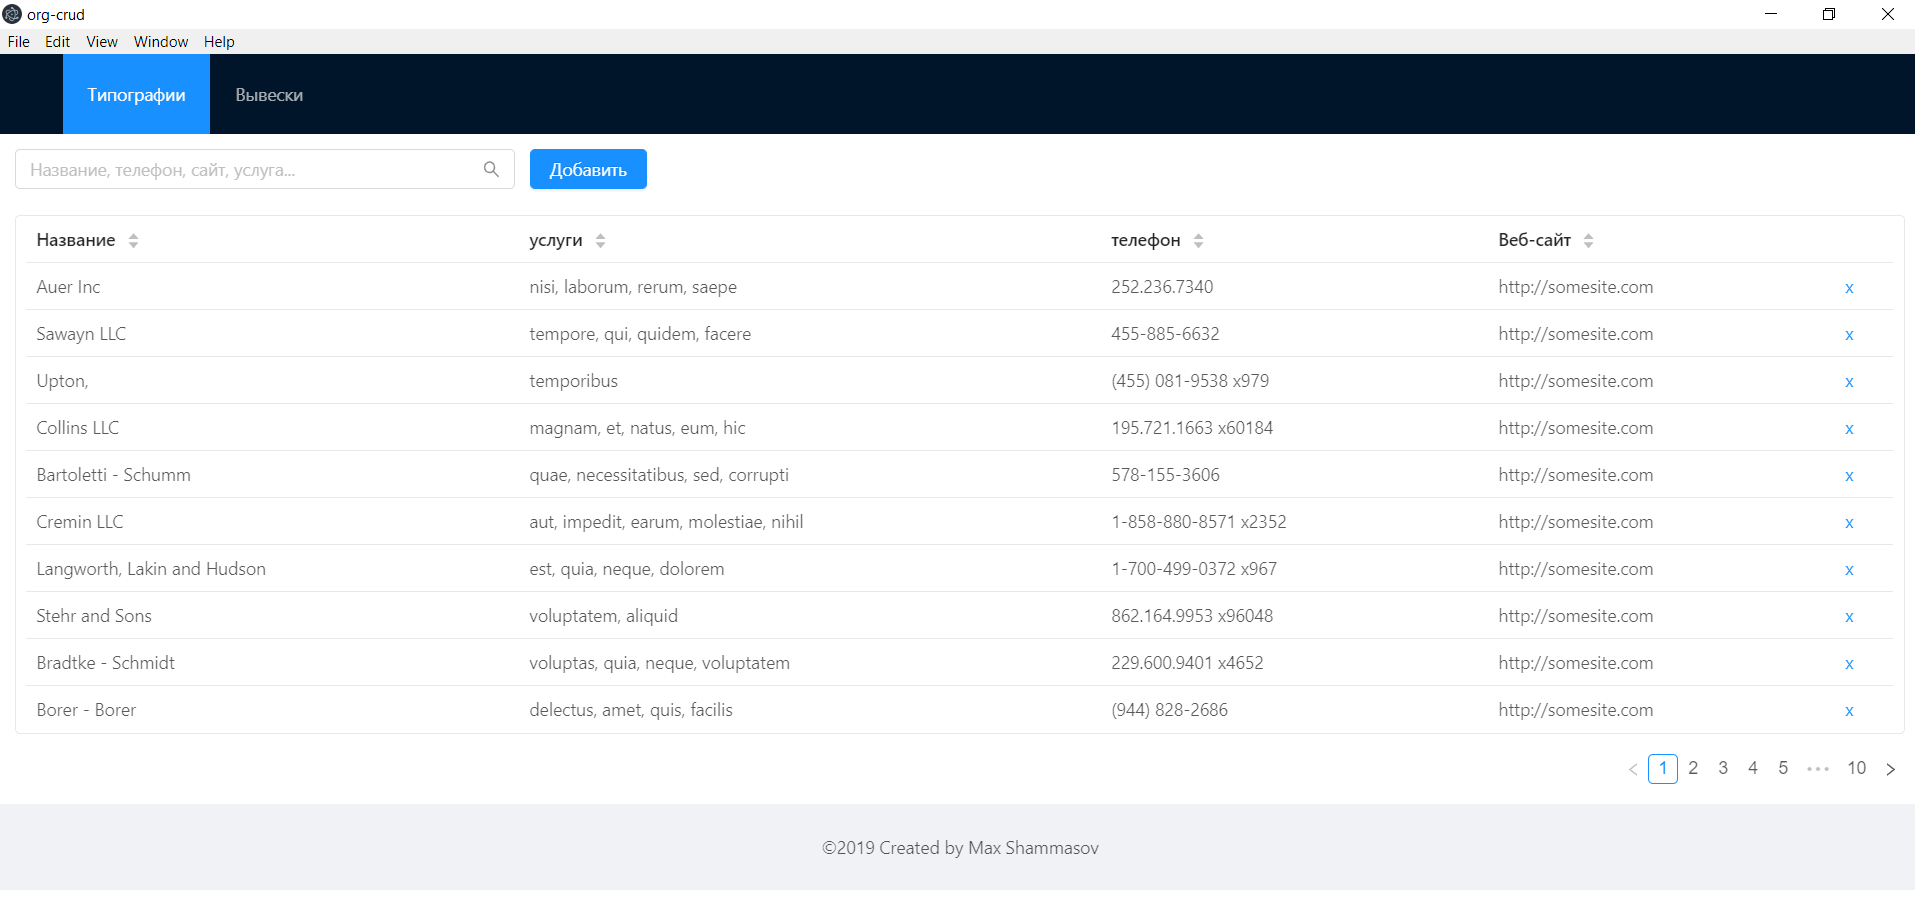 org-crud
File Edit View Window Help
Типографии Вывески
Название, телефон, сайт, услуга... Добавить
Название услуги телефон Веб-сайт
Auer Inc nisi, laborum, rerum, saepe 252.236.7340 http://somesite.com x
Sawayn LLC tempore, qui, quidem, facere 455-885-6632 http://somesite.com x
Upton, temporibus (455) 081-9538 x979 http://somesite.com x
Collins LLC magnam, et, natus, eum, hic 195.721.1663 x60184 http://somesite.com x
Bartoletti - Schumm quae, necessitatibus, sed, corrupti 578-155-3606 http://somesite.com x
Cremin LLC aut, impedit, earum, molestiae, nihil 1-858-880-8571 x2352 http://somesite.com x
Langworth, Lakin and Hudson est, quia, neque, dolorem 1-700-499-0372 x967 http://somesite.com x
Stehr and Sons voluptatem, aliquid 862.164.9953 x96048 http://somesite.com x
Bradtke - Schmidt voluptas, quia, neque, voluptatem 229.600.9401 x4652 http://somesite.com x
Borer - Borer delectus, amet, quis, facilis (944) 828-2686 http://somesite.com x
< 1 2 3 4 5 ••• 10 >
©2019 Created by Max Shammasov